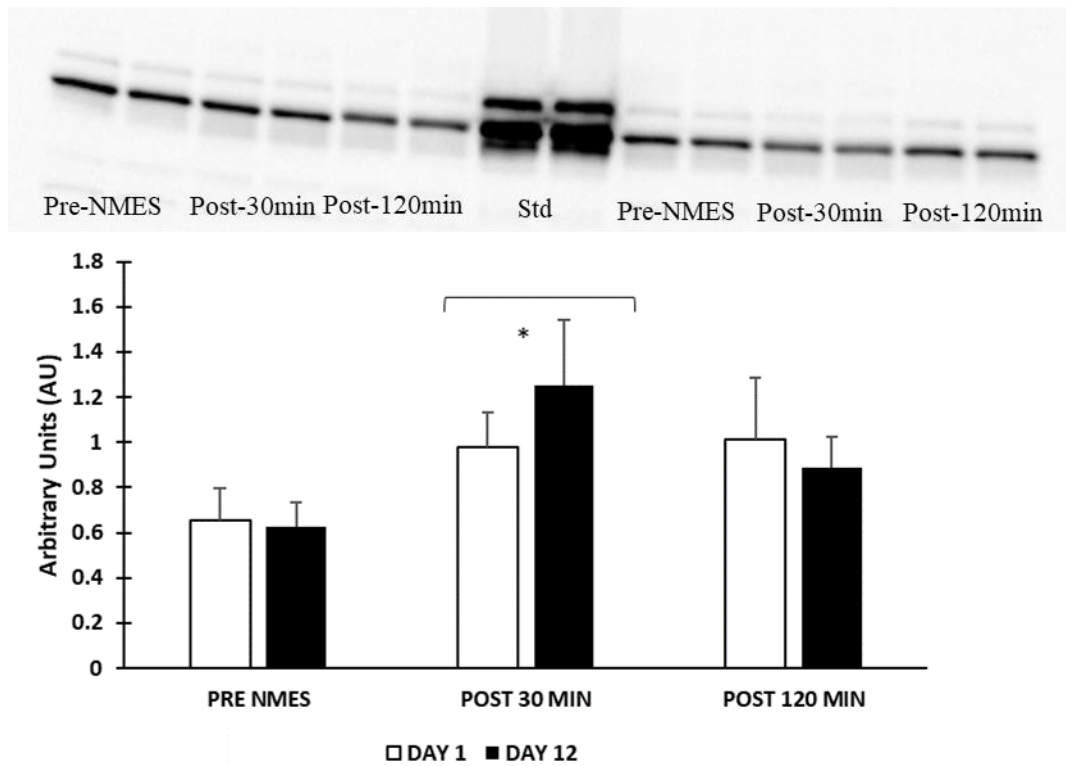 Pre-NMES Post-30min Post-120min Std Pre-NMES Post-30min Post-120min
1.8
1.6
1.4
1.2
1
0.8
0.6
0.4
0.2
0
Arbitrary Units (AU)
*
PRE NMES POST 30 MIN POST 120 MIN
DAY 1 DAY 12